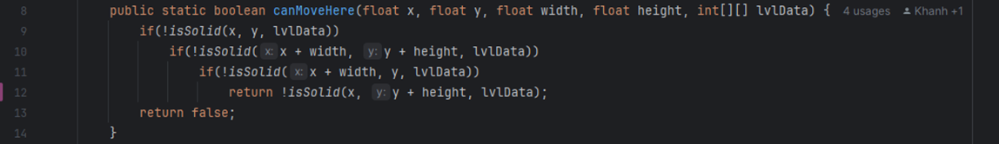 8 public static boolean canMoveHere(float x, float y, float width, float height, int[][] lvlData) { 4 usages Khanh +1
9 if(!isSolid(x, y, lvlData))
10 if(!isSolid( x: x + width, y: y + height, lvlData))
11 if(!isSolid( x: x + width, y, lvlData))
12 return !isSolid(x, y: y + height, lvlData);
13 return false;
14 }